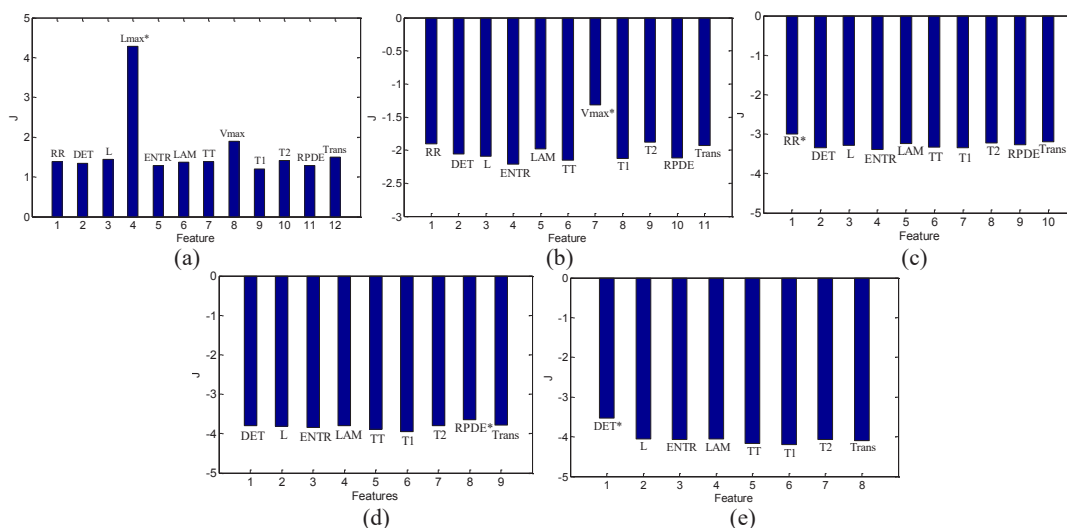 5
4
3
2
1
0
J
RR
DET
L
Lmax*
ENTR
LAM
TT
Vmax
T1
T2
RPDE
Trans
1 2 3 4 5 6 7 8 9 10 11 12
Feature
(a)
0
-0.5
-1
-1.5
-2
-2.5
-3
J
RR
DET
L
ENTR
LAM
TT
Vmax*
T1
T2
RPDE
Trans
1 2 3 4 5 6 7 8 9 10 11
Feature
(b)
0
-1
-2
-3
-4
-5
J
RR*
DET
L
ENTR
LAM
TT
T1
T2
RPDE
Trans
1 2 3 4 5 6 7 8 9 10
Feature
(c)
0
-1
-2
-3
-4
-5
J
DET
L
ENTR
LAM
TT
T1
T2
RPDE*
Trans
1 2 3 4 5 6 7 8 9
Features
(d)
0
-1
-2
-3
-4
-5
J
DET*
L
ENTR
LAM
TT
T1
T2
Trans
1 2 3 4 5 6 7 8
Feature
(e)